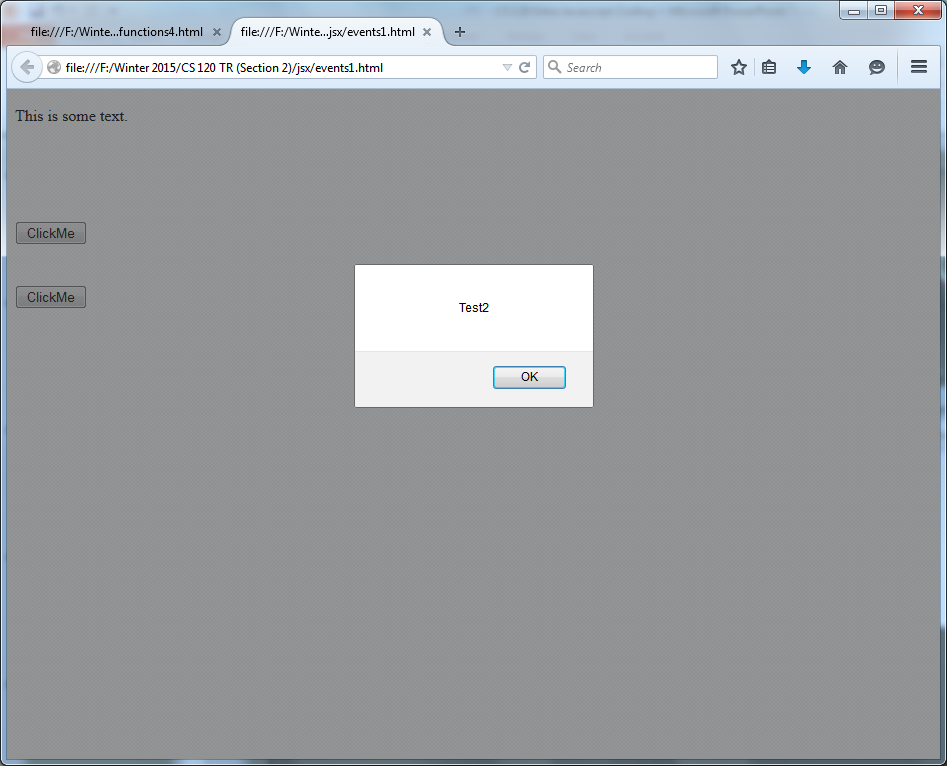 file:///F:/Winte...functions4.html
file:///F:/Winte...jsx/events1.html
file:///F:/Winter 2015/CS 120 TR (Section 2)/jsx/events1.html
Search
This is some text.
ClickMe
ClickMe
Test2
OK